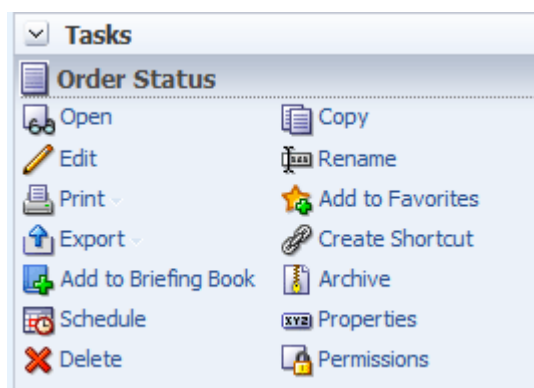 Tasks
Order Status
Open Copy
Edit Rename
Print Add to Favorites
Export Create Shortcut
Add to Briefing Book Archive
Schedule XYZ Properties
Delete Permissions